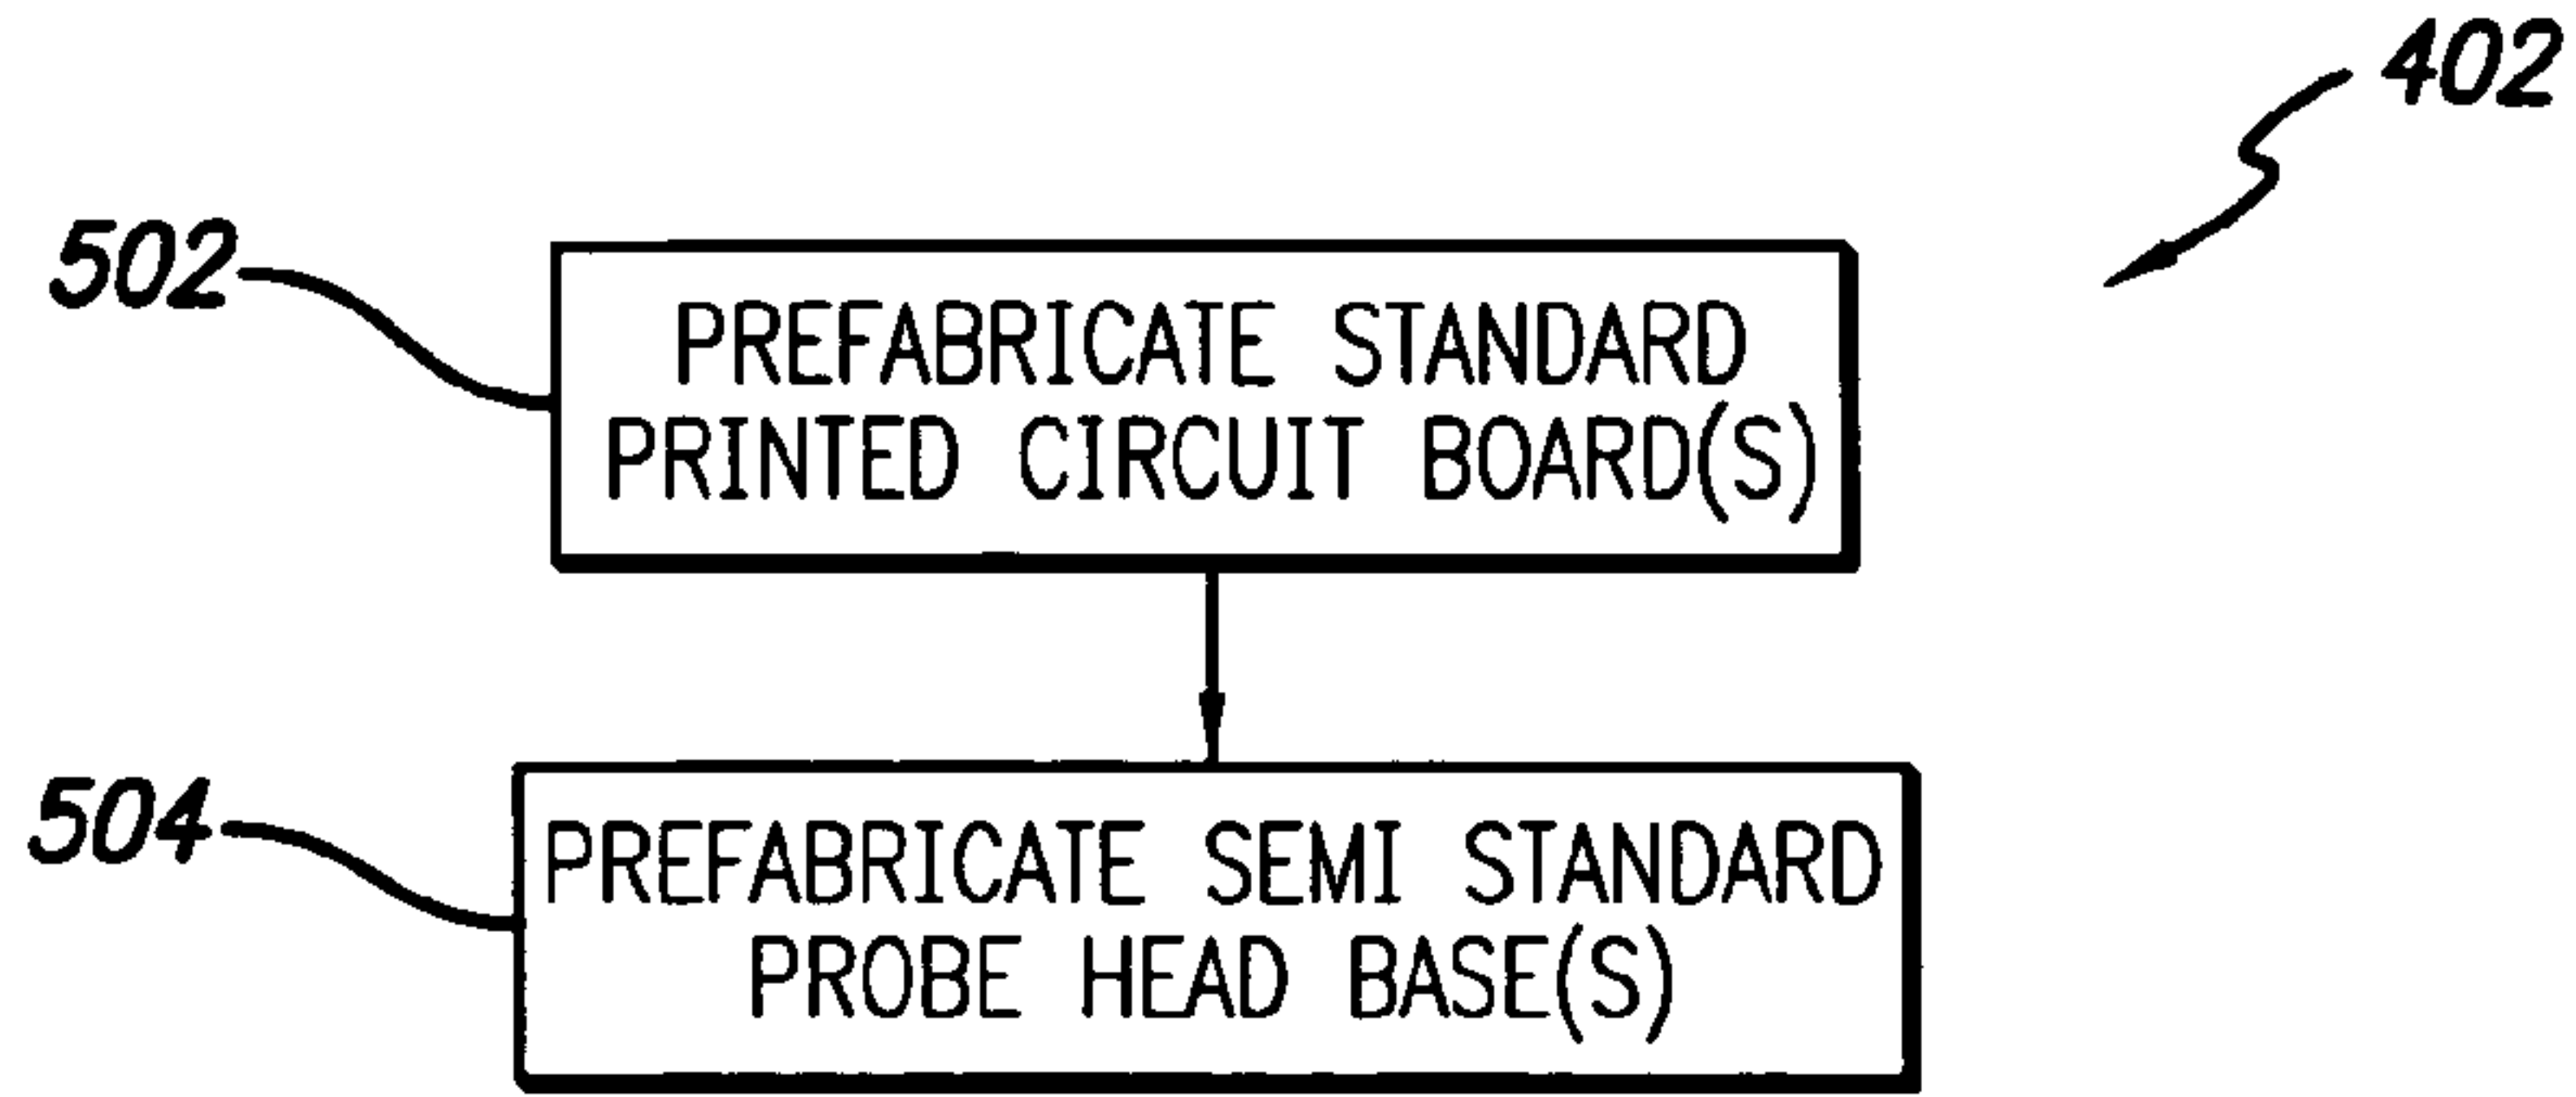 402
502
PREFABRICATE STANDARD
PRINTED CIRCUIT BOARD(S)
504
PREFABRICATE SEMI STANDARD
PROBE HEAD BASE(S)